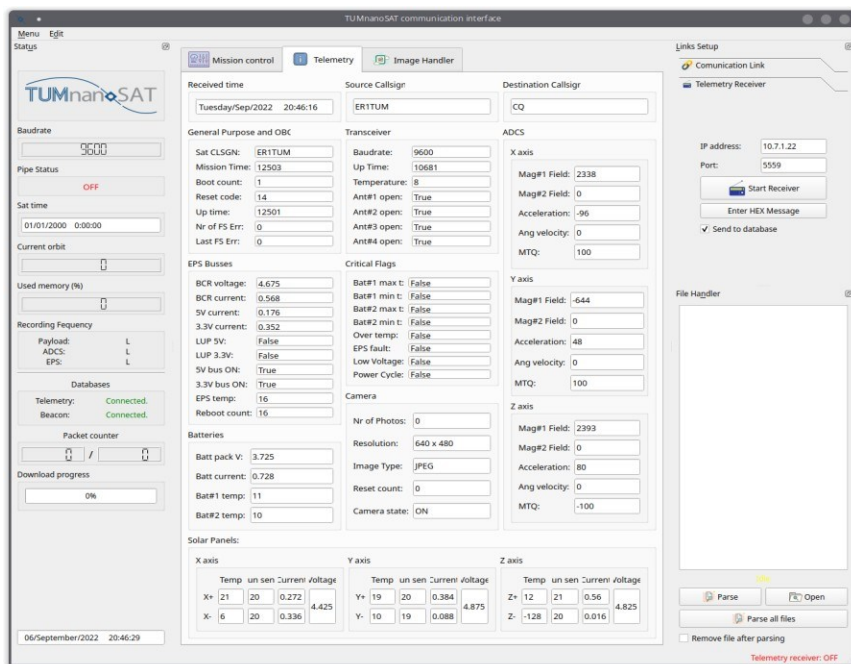 TUMnanoSAT communication interface
Menu Edit
Status
TUMnanoSAT
Baudrate
9600
Pipe Status
OFF
Sat time
01/01/2000 0:00:00
Current orbit
0
Used memory (%)
0
Recording Fequency
Payload: L
ADCS: L
EPS: L
Databases
Telemetry: Connected.
Beacon: Connected.
Packet counter
0 / 0
Download progress
0%
06/September/2022 20:46:29
Mission control Telemetry Image Handler
Received time
Tuesday/Sep/2022 20:46:16
Source Callsign
ER1TUM
Destination Callsigr
CQ
General Purpose and OBC
Sat CLSGN: ER1TUM
Mission Time: 12503
Boot count: 1
Reset code: 14
Up time: 12501
Nr of FS Err: 0
Last FS Err: 0
Transceiver
Baudrate: 9600
Up Time: 10681
Temperature: 8
Ant#1 open: True
Ant#2 open: True
Ant#3 open: True
Ant#4 open: True
ADCS
X axis
Mag#1 Field: 2338
Mag#2 Field: 0
Acceleration: -96
Ang velocity: 0
MTQ: 100
Y axis
Mag#1 Field: -644
Mag#2 Field: 0
Acceleration: 48
Ang velocity: 0
MTQ: 100
Z axis
Mag#1 Field: 2393
Mag#2 Field: 0
Acceleration: 80
Ang velocity: 0
MTQ: -100
EPS Busses
BCR voltage: 4.675
BCR current: 0.568
5V current: 0.176
3.3V current: 0.352
LUP 5V: False
LUP 3.3V: False
5V bus ON: True
3.3V bus ON: True
EPS temp: 16
Reboot count: 16
Critical Flags
Bat#1 max t: False
Bat#1 min t: False
Bat#2 max t: False
Bat#2 min t: False
Over temp: False
EPS fault: False
Low Voltage: False
Power Cycle: False
Camera
Nr of Photos: 0
Resolution: 640 x 480
Image Type: JPEG
Reset count: 0
Camera state: ON
Batteries
Batt pack V: 3.725
Batt current: 0.728
Bat#1 temp: 11
Bat#2 temp: 10
Solar Panels:
X axis
Temp un sen Current Voltage
X+ 21 20 0.272 4.425
X- 6 20 0.336
Y axis
Temp un sen Current Voltage
Y+ 19 20 0.384 4.875
Y- 10 19 0.088
Z axis
Temp un sen Current Voltage
Z+ 12 21 0.56 4.825
Z- -128 20 0.016
Links Setup
Comunication Link
Telemetry Receiver
IP address: 10.7.1.22
Port: 5559
Start Receiver
Enter HEX Message
Send to database
File Handler
Parse Open
Parse all files
Remove file after parsing
Telemetry receiver: OFF